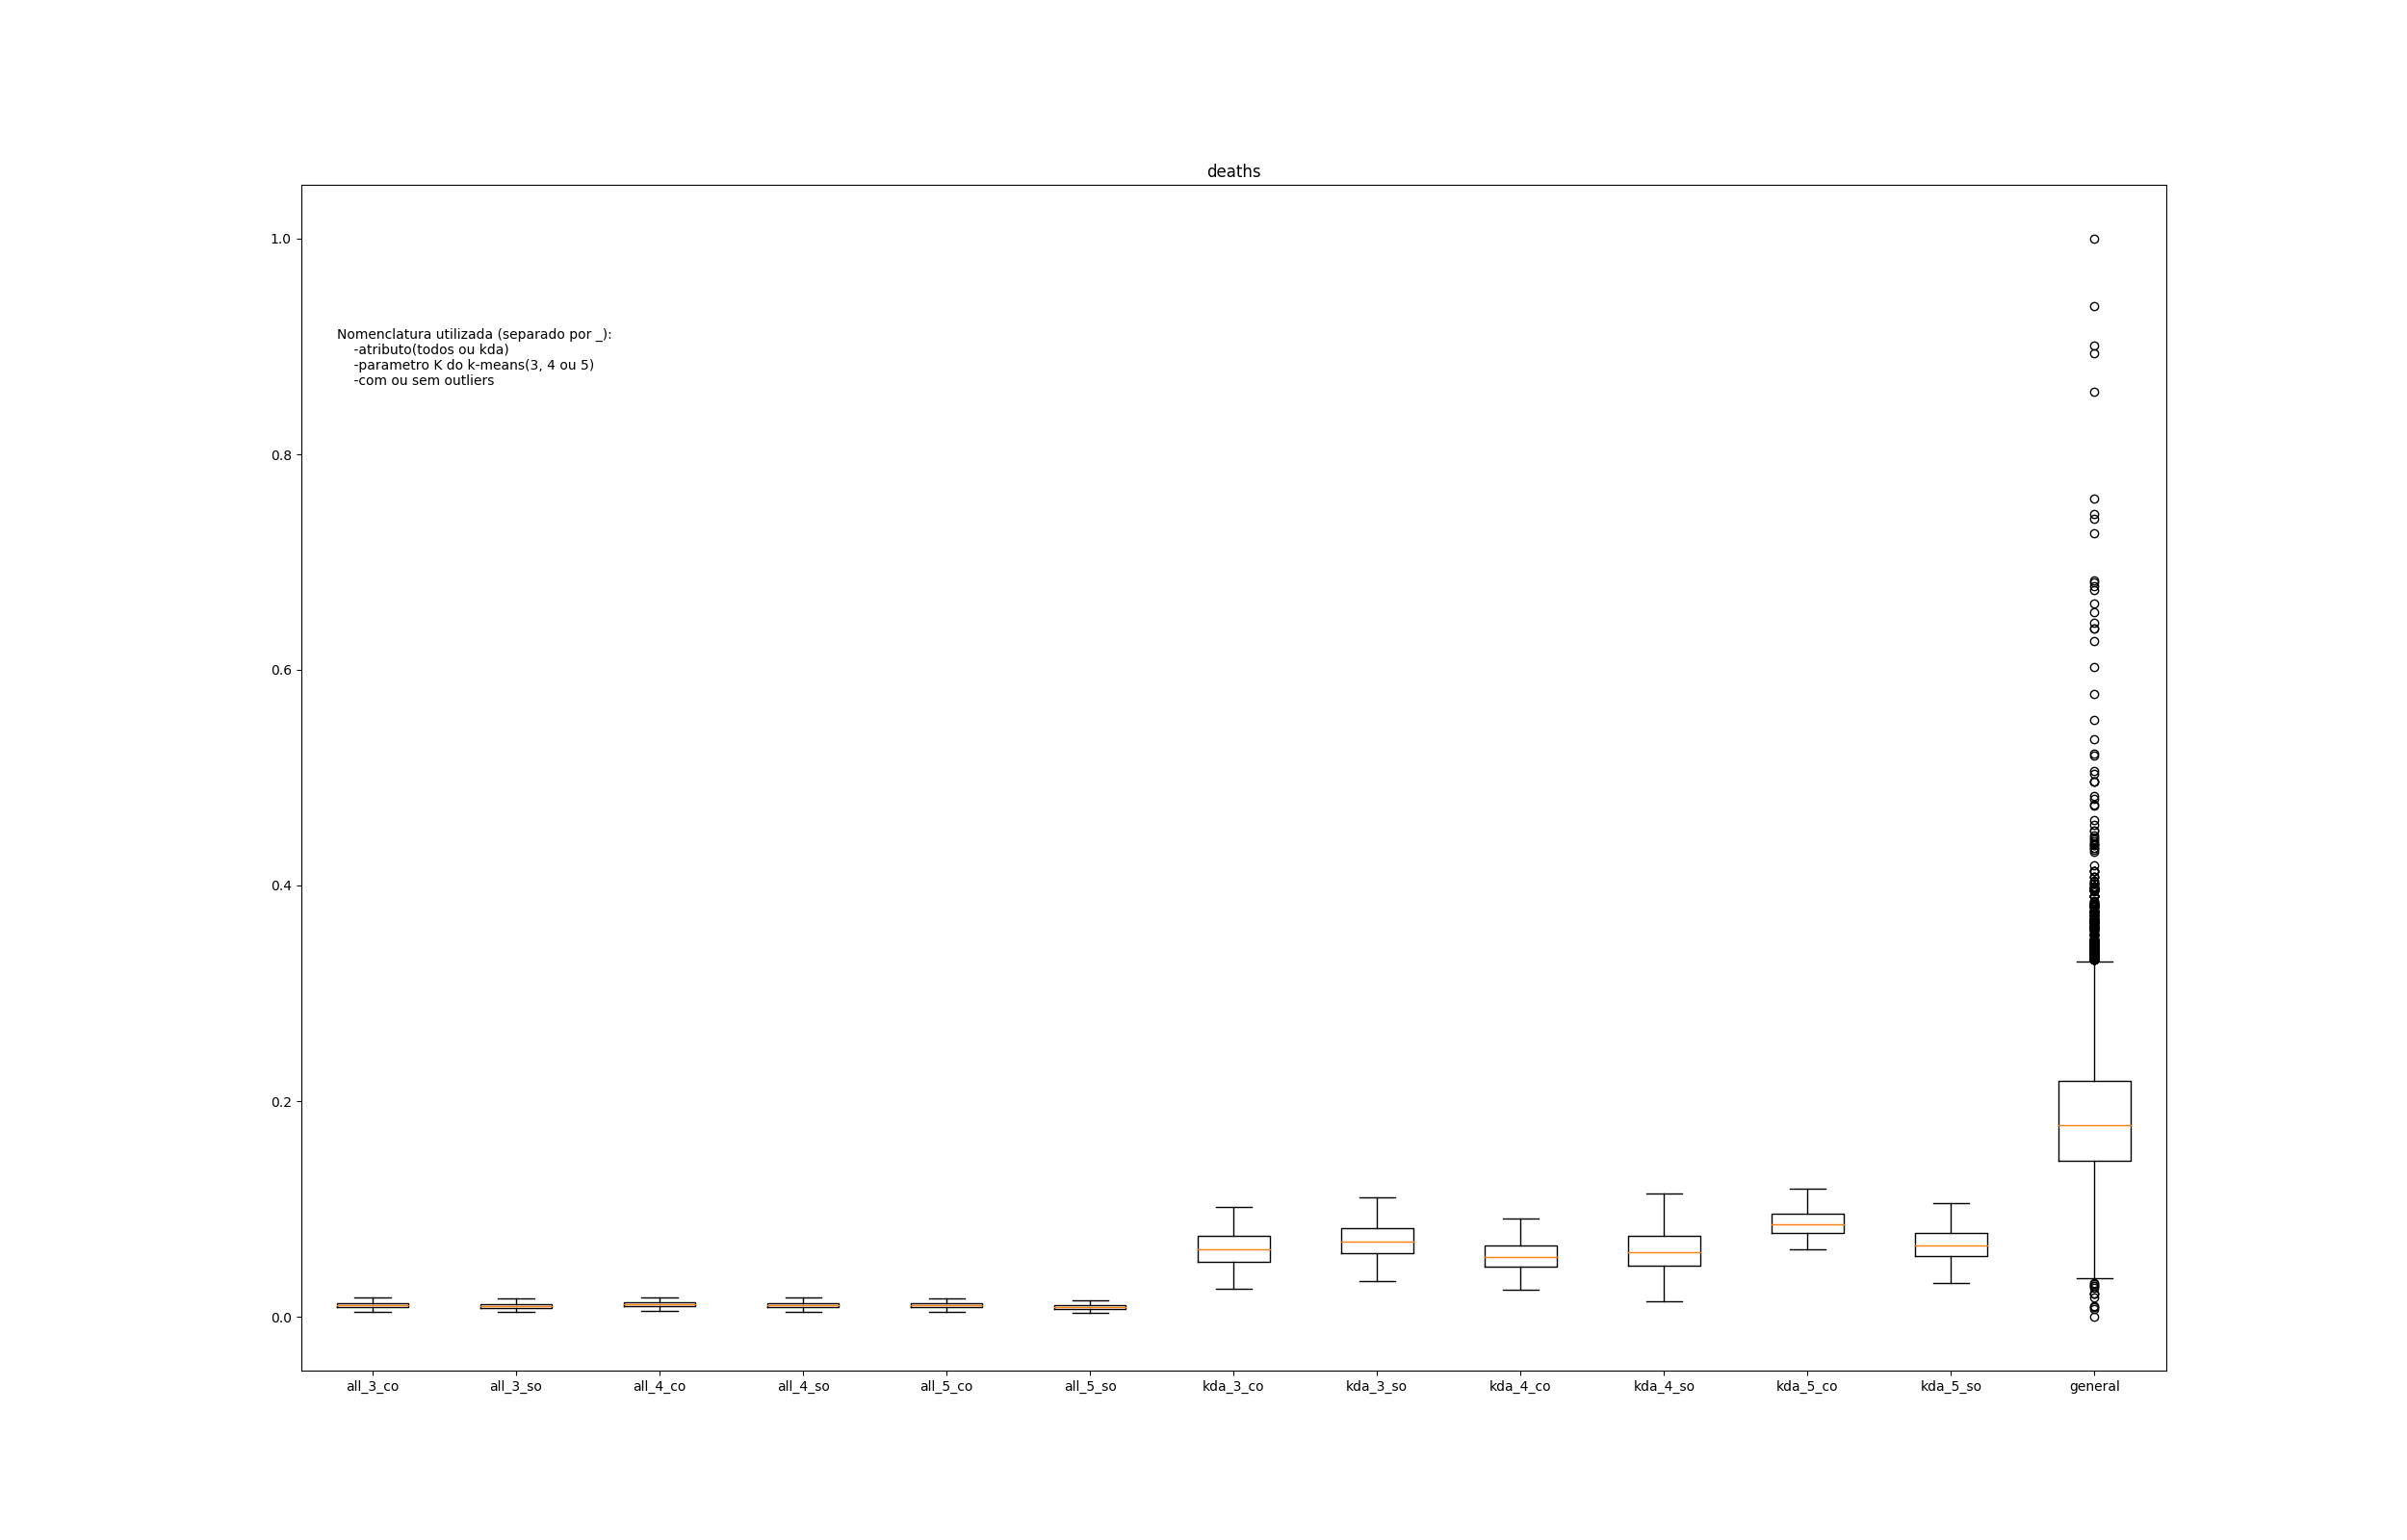 deaths
1.0
Nomenclatura utilizada (separado por _):
-atributo(todos ou kda)
-parametro K do k-means(3, 4 ou 5)
-com ou sem outliers
0.8
0.6
0.4
0.2
0.0
all_3_co all_3_so all_4_co all_4_so all_5_co all_5_so kda_3_co kda_3_so kda_4_co kda_4_so kda_5_co kda_5_so general